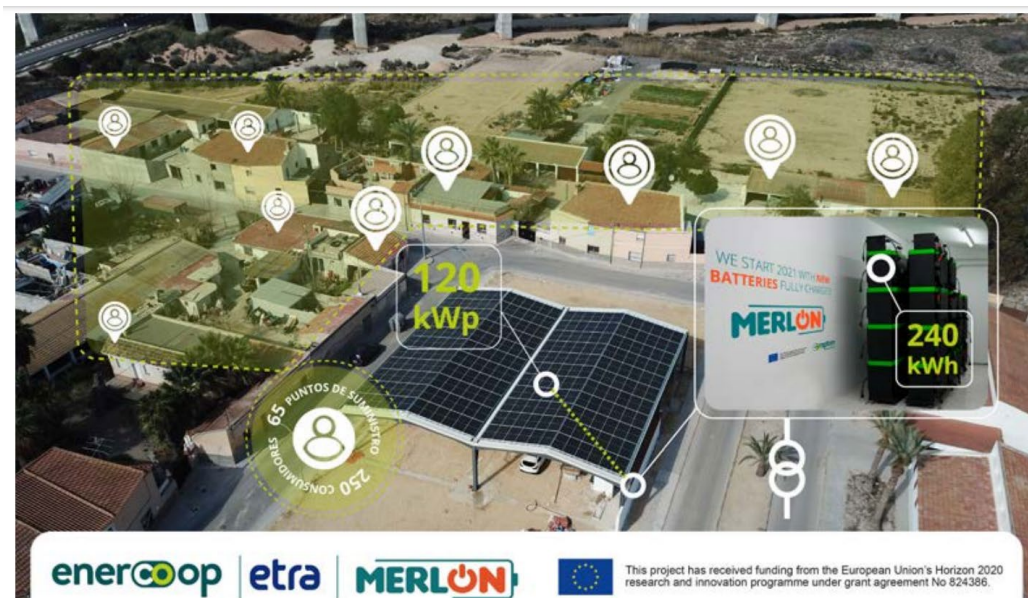 120
kWp
WE START 2021 WITH NEW
BATTERIES FULLY CHARGED
MERLON
240
kWh
65 PUNTOS DE SUMINISTRO
250 CONSUMIDORES
enercoop
etra
MERLON
This project has received funding from the European Union's Horizon 2020
research and innovation programme under grant agreement No 824386.